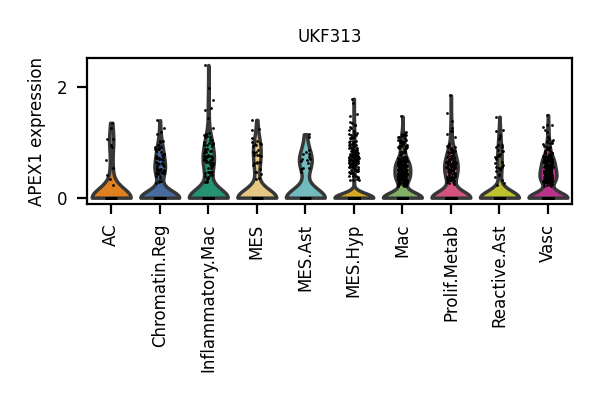 UKF313
APEX1 expression
2
0
AC
Chromatin.Reg
Inflammatory.Mac
MES
MES.Ast
MES.Hyp
Mac
Prolif.Metab
Reactive.Ast
Vasc